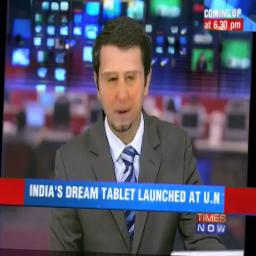 COMING UP
at 6.30 pm
INDIA'S DREAM TABLET LAUNCHED AT U.N
TIMES
NOW